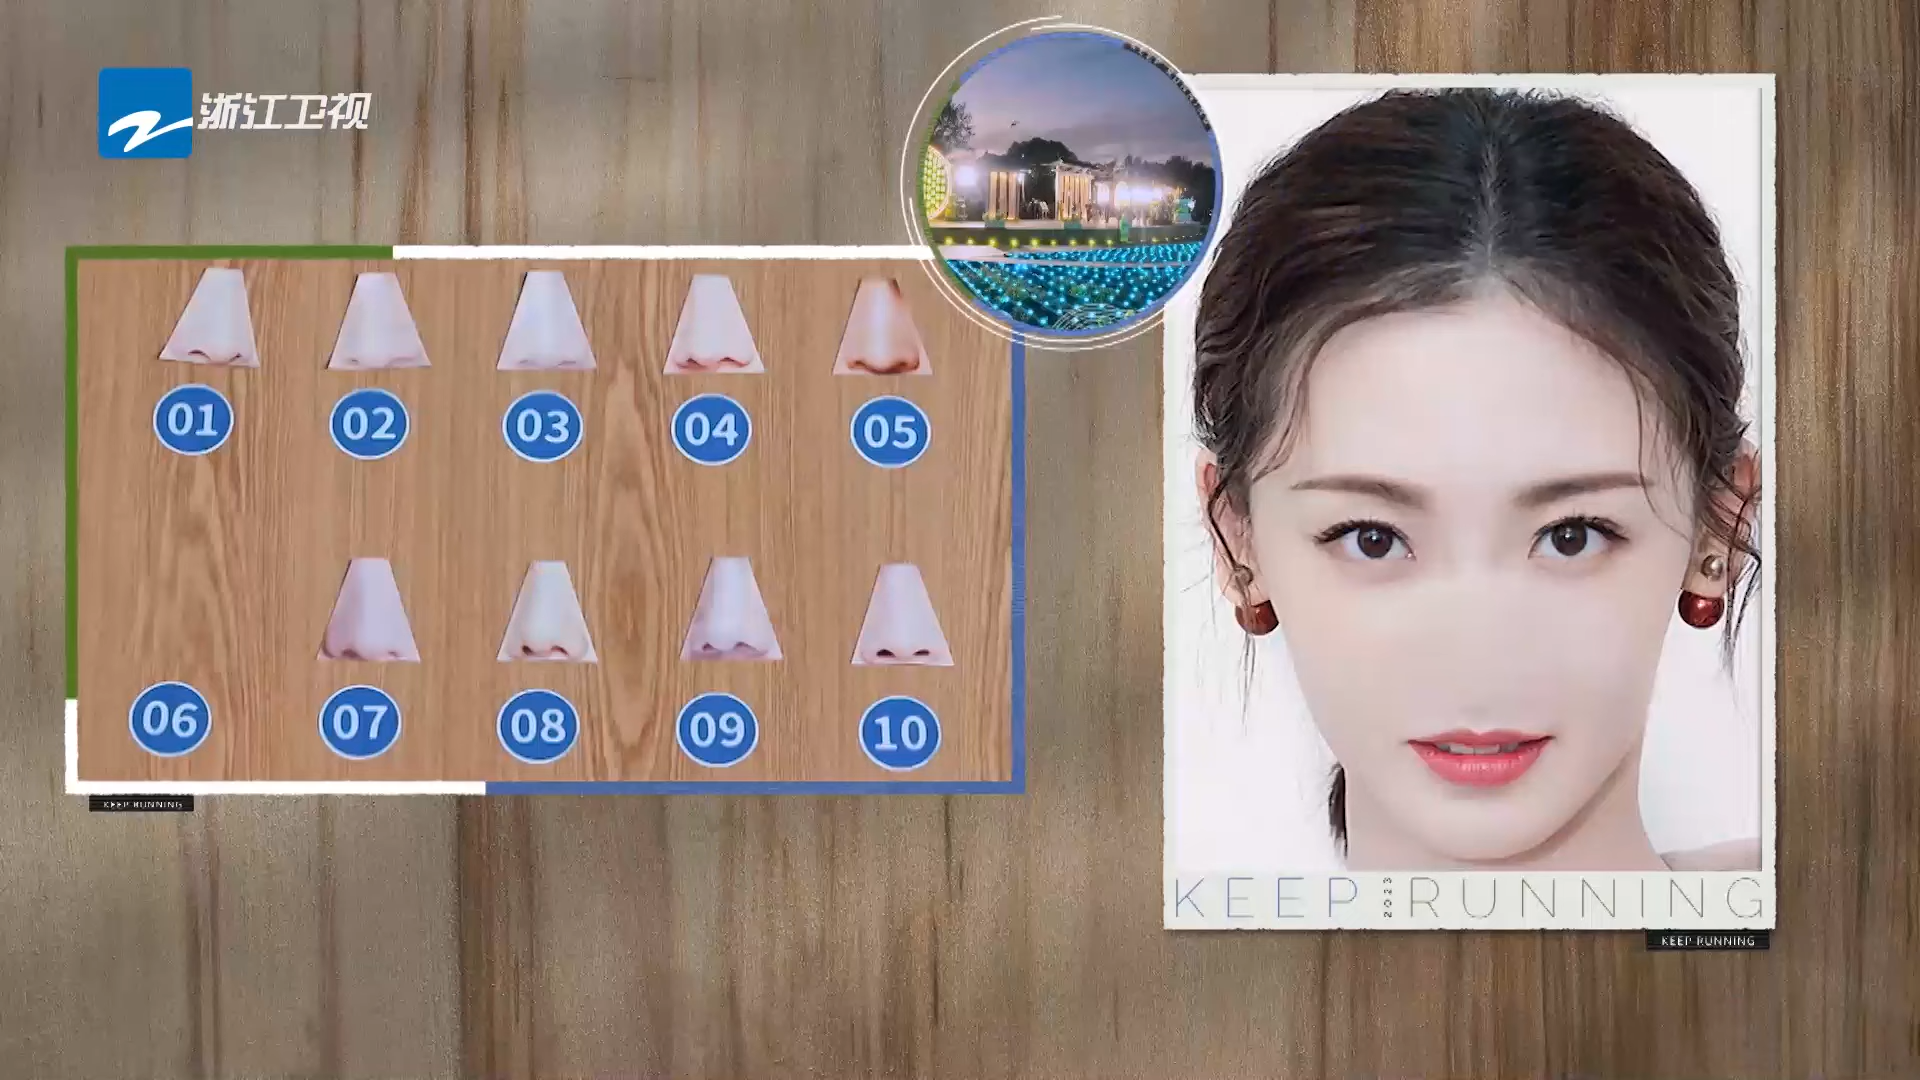 浙江卫视
01 02 03 04 05
06 07 08 09 10
KEEP RUNNING
KEEP 2023 RUNNING
KEEP RUNNING